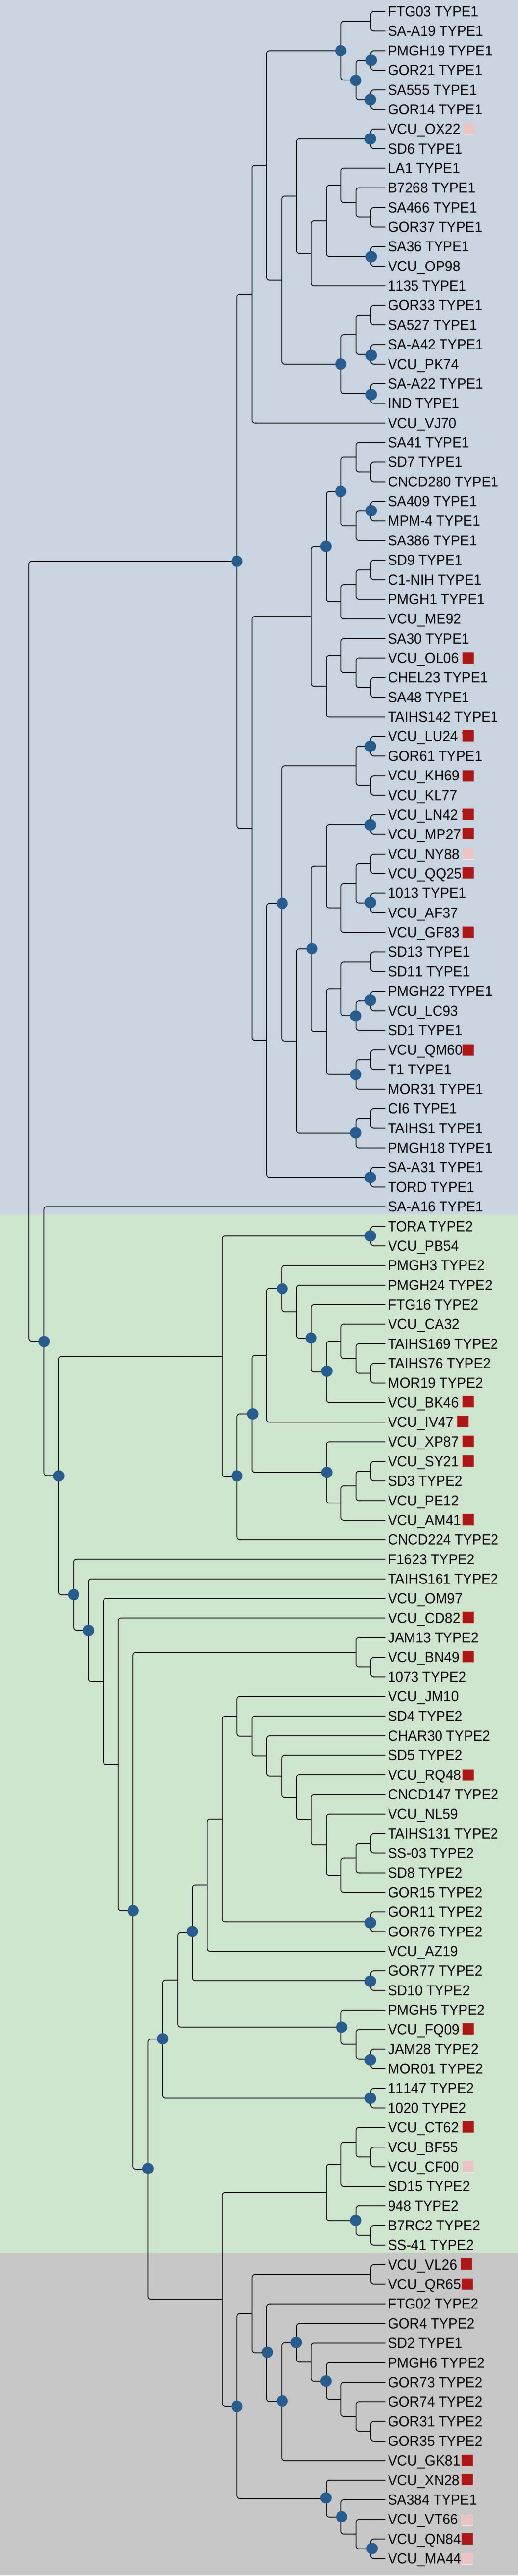 FTG03 TYPE1
SA-A19 TYPE1
PMGH19 TYPE1
GOR21 TYPE1
SA555 TYPE1
GOR14 TYPE1
VCU_OX22
SD6 TYPE1
LA1 TYPE1
B7268 TYPE1
SA466 TYPE1
GOR37 TYPE1
SA36 TYPE1
VCU_OP98
1135 TYPE1
GOR33 TYPE1
SA527 TYPE1
SA-A42 TYPE1
VCU_PK74
SA-A22 TYPE1
IND TYPE1
VCU_VJ70
SA41 TYPE1
SD7 TYPE1
CNCD280 TYPE1
SA409 TYPE1
MPM-4 TYPE1
SA386 TYPE1
SD9 TYPE1
C1-NIH TYPE1
PMGH1 TYPE1
VCU_ME92
SA30 TYPE1
VCU_OL06
CHEL23 TYPE1
SA48 TYPE1
TAIHS142 TYPE1
VCU_LU24
GOR61 TYPE1
VCU_KH69
VCU_KL77
VCU_LN42
VCU_MP27
VCU_NY88
VCU_QQ25
1013 TYPE1
VCU_AF37
VCU_GF83
SD13 TYPE1
SD11 TYPE1
PMGH22 TYPE1
VCU_LC93
SD1 TYPE1
VCU_QM60
T1 TYPE1
MOR31 TYPE1
CI6 TYPE1
TAIHS1 TYPE1
PMGH18 TYPE1
SA-A31 TYPE1
TORD TYPE1
SA-A16 TYPE1
TORA TYPE2
VCU_PB54
PMGH3 TYPE2
PMGH24 TYPE2
FTG16 TYPE2
VCU_CA32
TAIHS169 TYPE2
TAIHS76 TYPE2
MOR19 TYPE2
VCU_BK46
VCU_IV47
VCU_XP87
VCU_SY21
SD3 TYPE2
VCU_PE12
VCU_AM41
CNCD224 TYPE2
F1623 TYPE2
TAIHS161 TYPE2
VCU_OM97
VCU_CD82
JAM13 TYPE2
VCU_BN49
1073 TYPE2
VCU_JM10
SD4 TYPE2
CHAR30 TYPE2
SD5 TYPE2
VCU_RQ48
CNCD147 TYPE2
VCU_NL59
TAIHS131 TYPE2
SS-03 TYPE2
SD8 TYPE2
GOR15 TYPE2
GOR11 TYPE2
GOR76 TYPE2
VCU_AZ19
GOR77 TYPE2
SD10 TYPE2
PMGH5 TYPE2
VCU_FQ09
JAM28 TYPE2
MOR01 TYPE2
11147 TYPE2
1020 TYPE2
VCU_CT62
VCU_BF55
VCU_CF00
SD15 TYPE2
948 TYPE2
B7RC2 TYPE2
SS-41 TYPE2
VCU_VL26
VCU_QR65
FTG02 TYPE2
GOR4 TYPE2
SD2 TYPE1
PMGH6 TYPE2
GOR73 TYPE2
GOR74 TYPE2
GOR31 TYPE2
GOR35 TYPE2
VCU_GK81
VCU_XN28
SA384 TYPE1
VCU_VT66
VCU_QN84
VCU_MA44